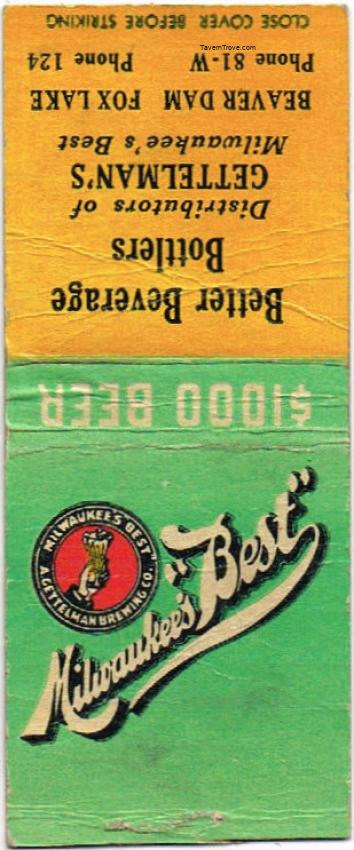 Better Beverage
Bottlers
Distributors of
GETTELMAN'S
Milwaukee's Best
BEAVER DAM FOX LAKE
Phone 81-W Phone 124
TavernTrove.com
CLOSE COVER BEFORE STRIKING
$1000 BEER
"MILWAUKEE'S BEST"
A. GETTELMAN BREWING CO.
Milwaukee's "Best"